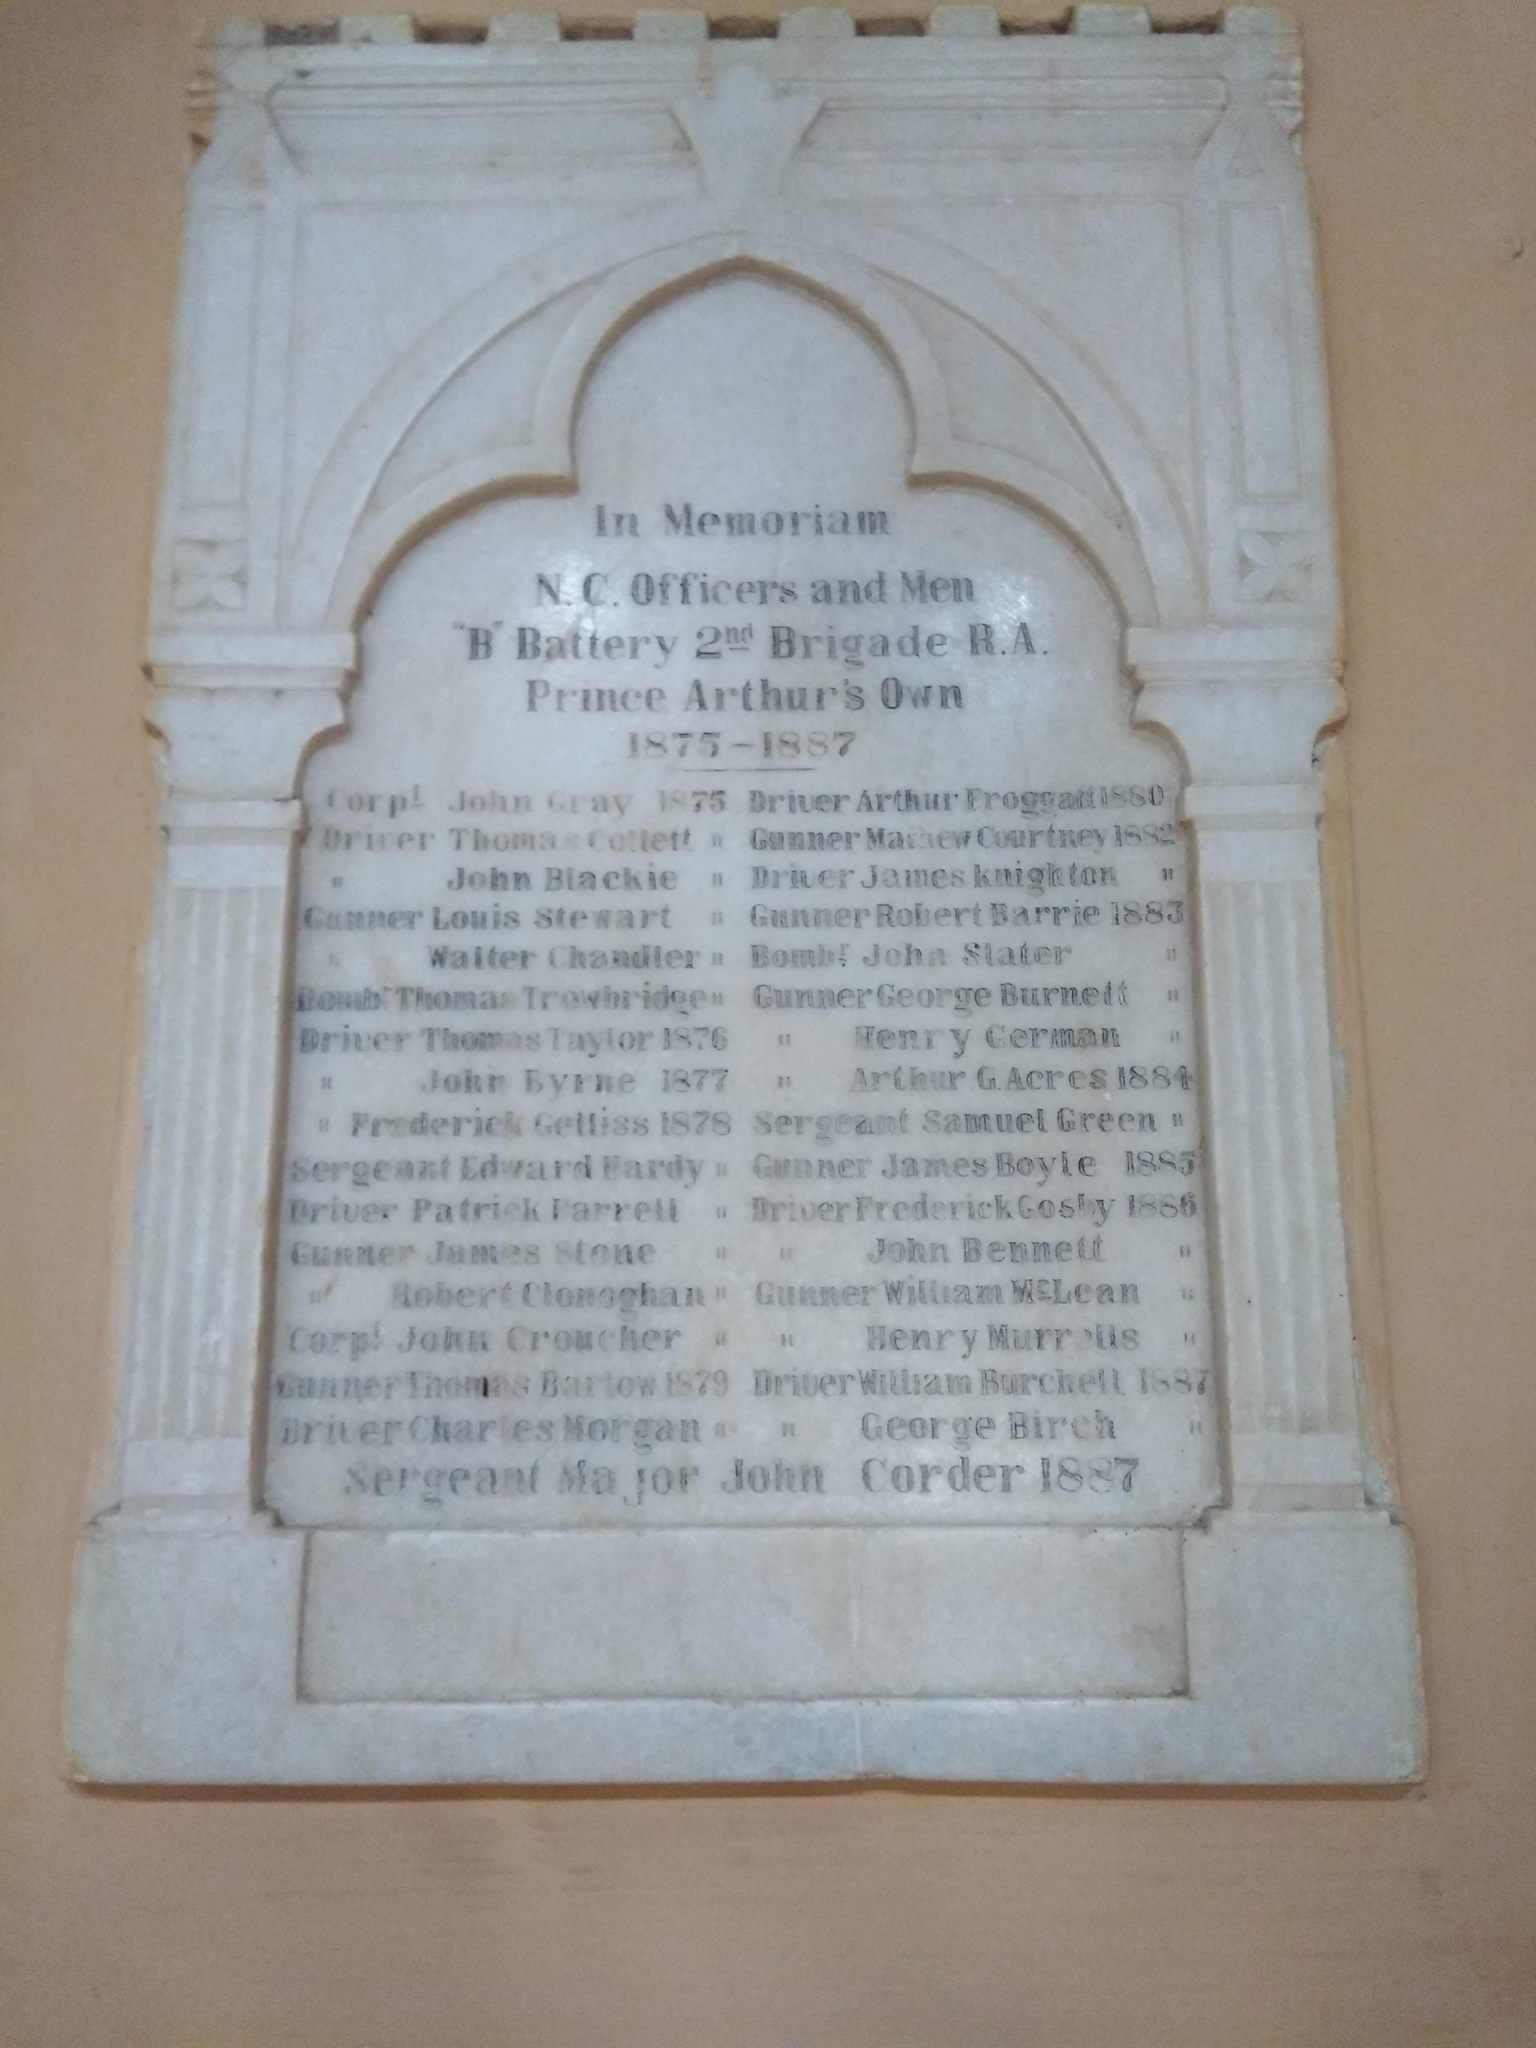 In Memoriam
N. C. Officers and Men
"B" Battery 2nd Brigade R.A.
Prince Arthur's Own
1875-1887
Corpl John Gray 1875
Driver Thomas Collett "
" John Blackie "
Gunner Louis Stewart "
" Walter Chandler "
Bombr Thomas Trowbridge "
Driver Thomas Taylor 1876
" John Byrne 1877
" Frederick Gelliss 1878
Sergeant Edward Hardy "
Driver Patrick Farrell "
Gunner James Stone "
" Robert Clonoghan "
Corpl John Croucher "
Gunner Thomas Barlow 1879
Driver Charles Morgan "
Driver Arthur Froggatt 1880
Gunner Mathew Courtney 1882
Driver James knighton "
Gunner Robert Barrie 1883
Bombr John Slater "
Gunner George Burnett "
" Henry German "
" Arthur G. Acres 1884
Sergeant Samuel Green "
Gunner James Boyle 1885
Driver Frederick Gosby 1886
" John Bennett "
Gunner William McLean "
" Henry Murrells "
Driver William Burchell 1887
" George Birch "
Sergeant Major John Corder 1887